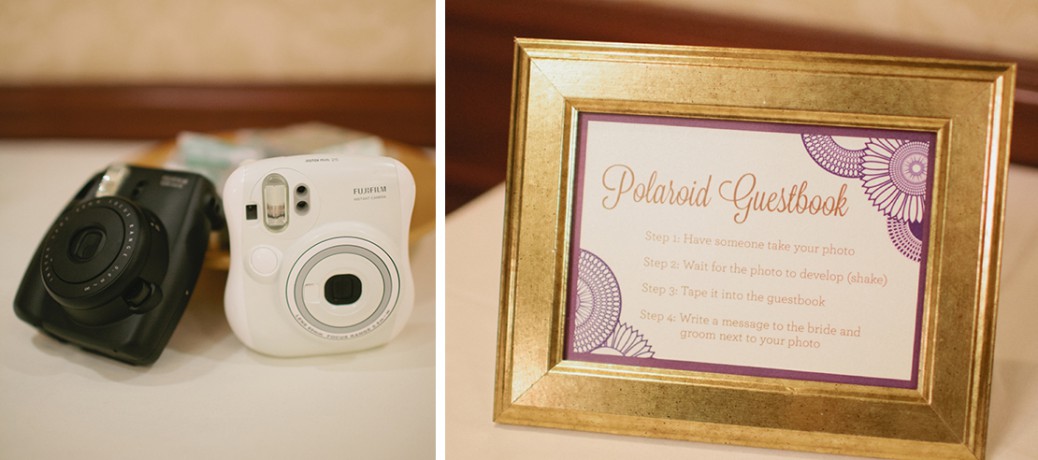 FUJIFILM
INSTANT CAMERA
Polaroid Guestbook
Step 1: Have someone take your photo
Step 2: Wait for the photo to develop (shake)
Step 3: Tape it into the guestbook
Step 4: Write a message to the bride and
groom next to your photo